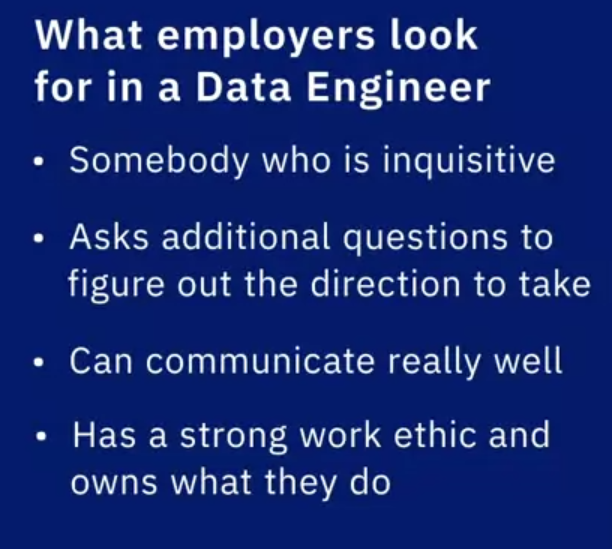 What employers look
for in a Data Engineer
• Somebody who is inquisitive
• Asks additional questions to
figure out the direction to take
• Can communicate really well
• Has a strong work ethic and
owns what they do